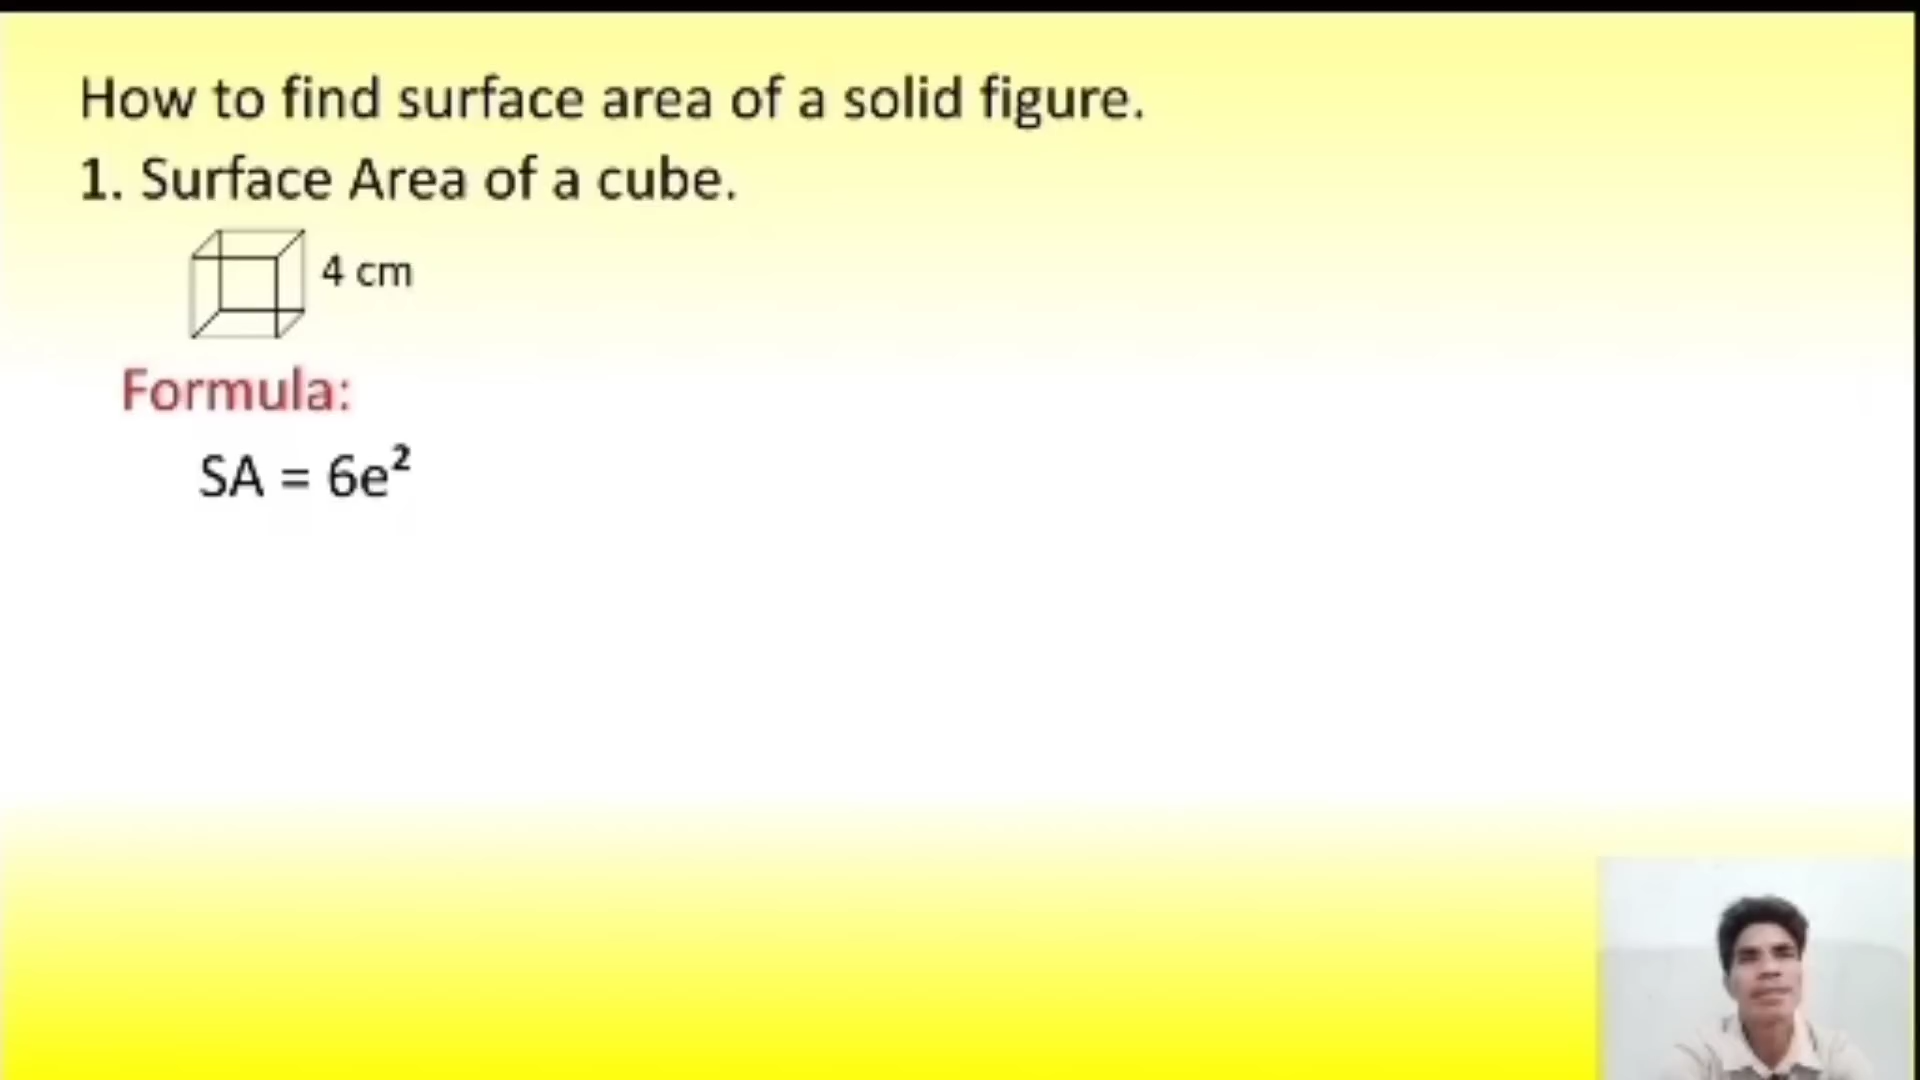 How to find surface area of a solid figure.
1. Surface Area of a cube.
4 cm
Formula:
SA = 6e²